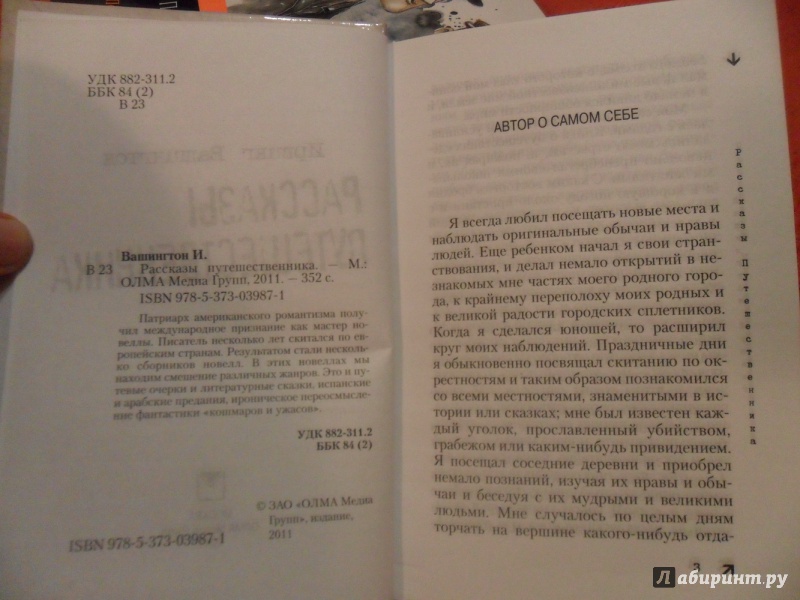 УДК 882-311.2
ББК 84 (2)
В 23
Вашингтон И.
В 23 Рассказы путешественника. — М.:
ОЛМА Медиа Групп, 2011. — 352 с.
ISBN 978-5-373-03987-1
Патриарх американского романтизма полу-
чил международное признание как мастер но-
веллы. Писатель несколько лет скитался по ев-
ропейским странам. Результатом стали несколь-
ко сборников новелл. В этих новеллах мы
находим смешение различных жанров. Это и пу-
тевые очерки и литературные сказки, испанские
и арабские предания, ироническое переосмысле-
ние фантастики «кошмаров и ужасов».
УДК 882-311.2
ББК 84 (2)
© ЗАО «ОЛМА Медиа
Групп», издание,
2011
ISBN 978-5-373-03987-1
АВТОР О САМОМ СЕБЕ
Я всегда любил посещать новые места и
наблюдать оригинальные обычаи и нравы
людей. Еще ребенком начал я свои стран-
ствования, и делал немало открытий в не-
знакомых мне частях моего родного горо-
да, к крайнему переполоху моих родных и
к великой радости городских сплетников.
Когда я сделался юношей, то расширил
круг моих наблюдений. Праздничные дни
я обыкновенно посвящал скитанию по ок-
рестностям и таким образом познакомился
со всеми местностями, знаменитыми в ис-
тории или сказках; мне был известен каж-
дый уголок, прославленный убийством,
грабежом или каким-нибудь привидением.
Я посещал соседние деревни и приобрел
немало познаний, изучая их нравы и обы-
чаи и беседуя с их мудрыми и великими
людьми. Мне случалось по целым дням
торчать на вершине какого-нибудь отда-
Рассказы путешественника
3
Лабиринт.ру